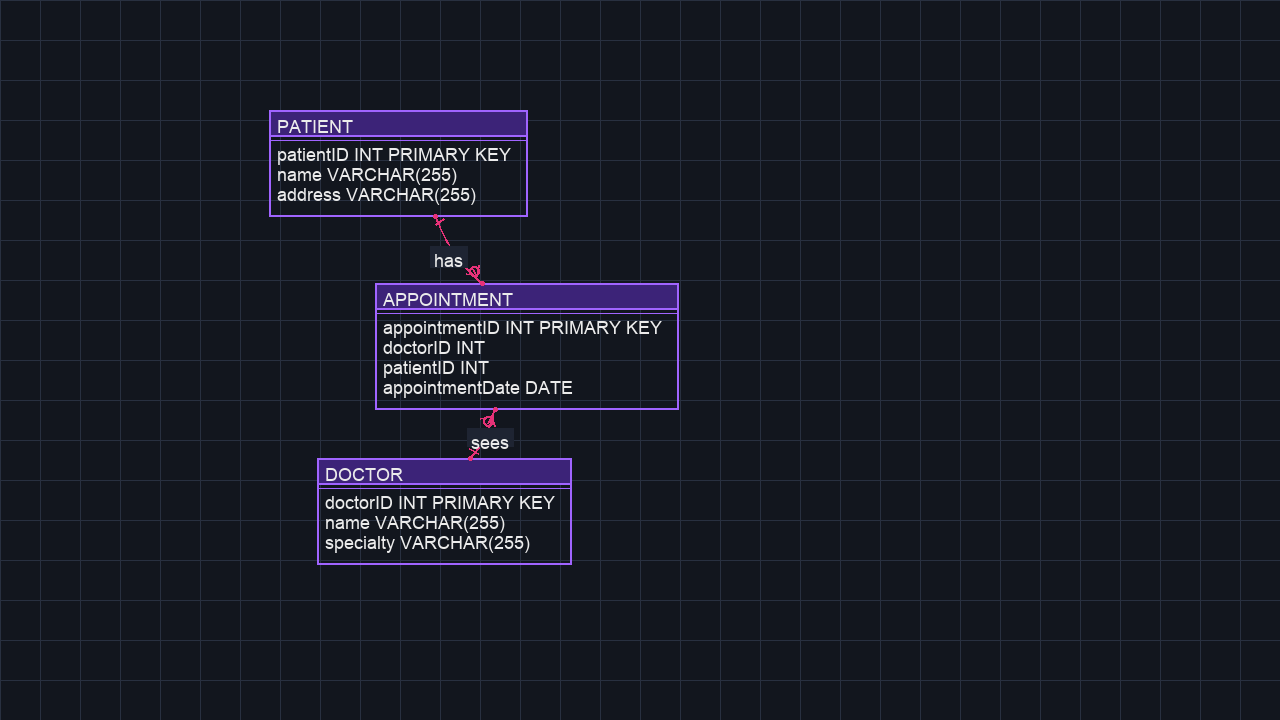 PATIENT
patientID INT PRIMARY KEY
name VARCHAR(255)
address VARCHAR(255)
has
APPOINTMENT
appointmentID INT PRIMARY KEY
doctorID INT
patientID INT
appointmentDate DATE
sees
DOCTOR
doctorID INT PRIMARY KEY
name VARCHAR(255)
specialty VARCHAR(255)